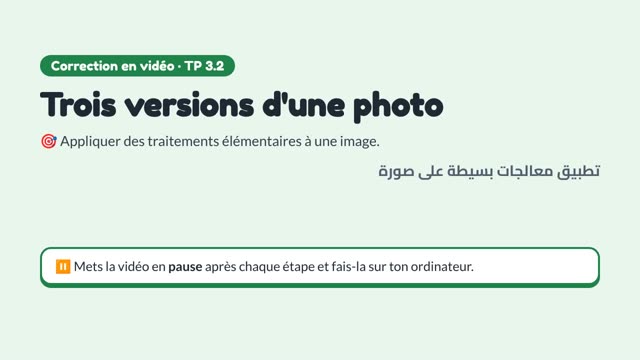 Correction en vidéo · TP 3.2
Trois versions d'une photo
🎯 Appliquer des traitements élémentaires à une image.
تطبيق معالجات بسيطة على صورة
⏸️ Mets la vidéo en pause après chaque étape et fais-la sur ton ordinateur.